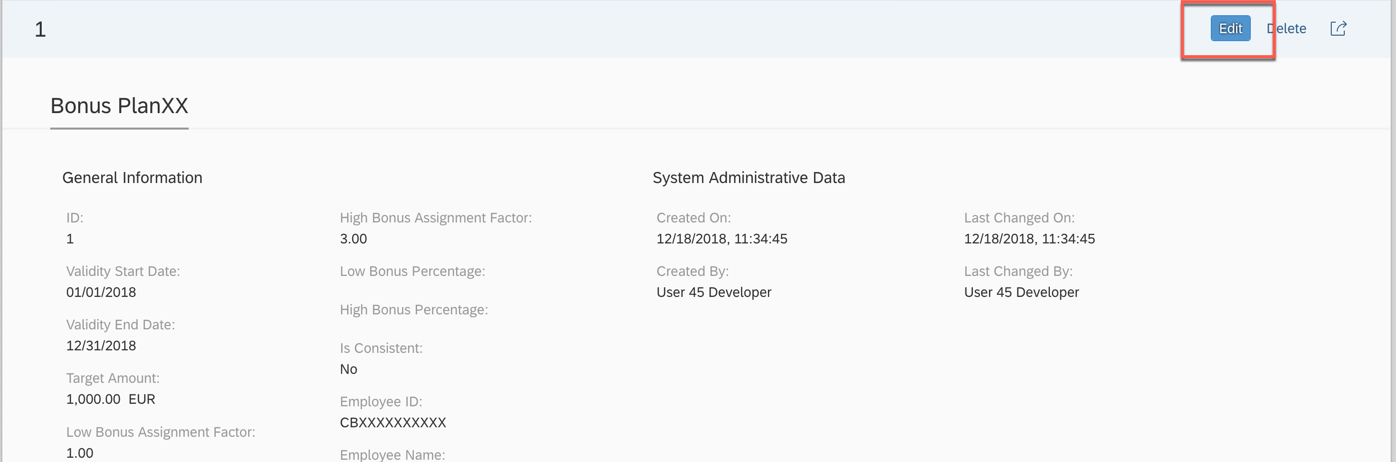 1
Edit Delete
Bonus PlanXX
General Information
ID:
1
Validity Start Date:
01/01/2018
Validity End Date:
12/31/2018
Target Amount:
1,000.00 EUR
Low Bonus Assignment Factor:
1.00
High Bonus Assignment Factor:
3.00
Low Bonus Percentage:
High Bonus Percentage:
Is Consistent:
No
Employee ID:
CBXXXXXXXXXX
Employee Name:
System Administrative Data
Created On:
12/18/2018, 11:34:45
Created By:
User 45 Developer
Last Changed On:
12/18/2018, 11:34:45
Last Changed By:
User 45 Developer